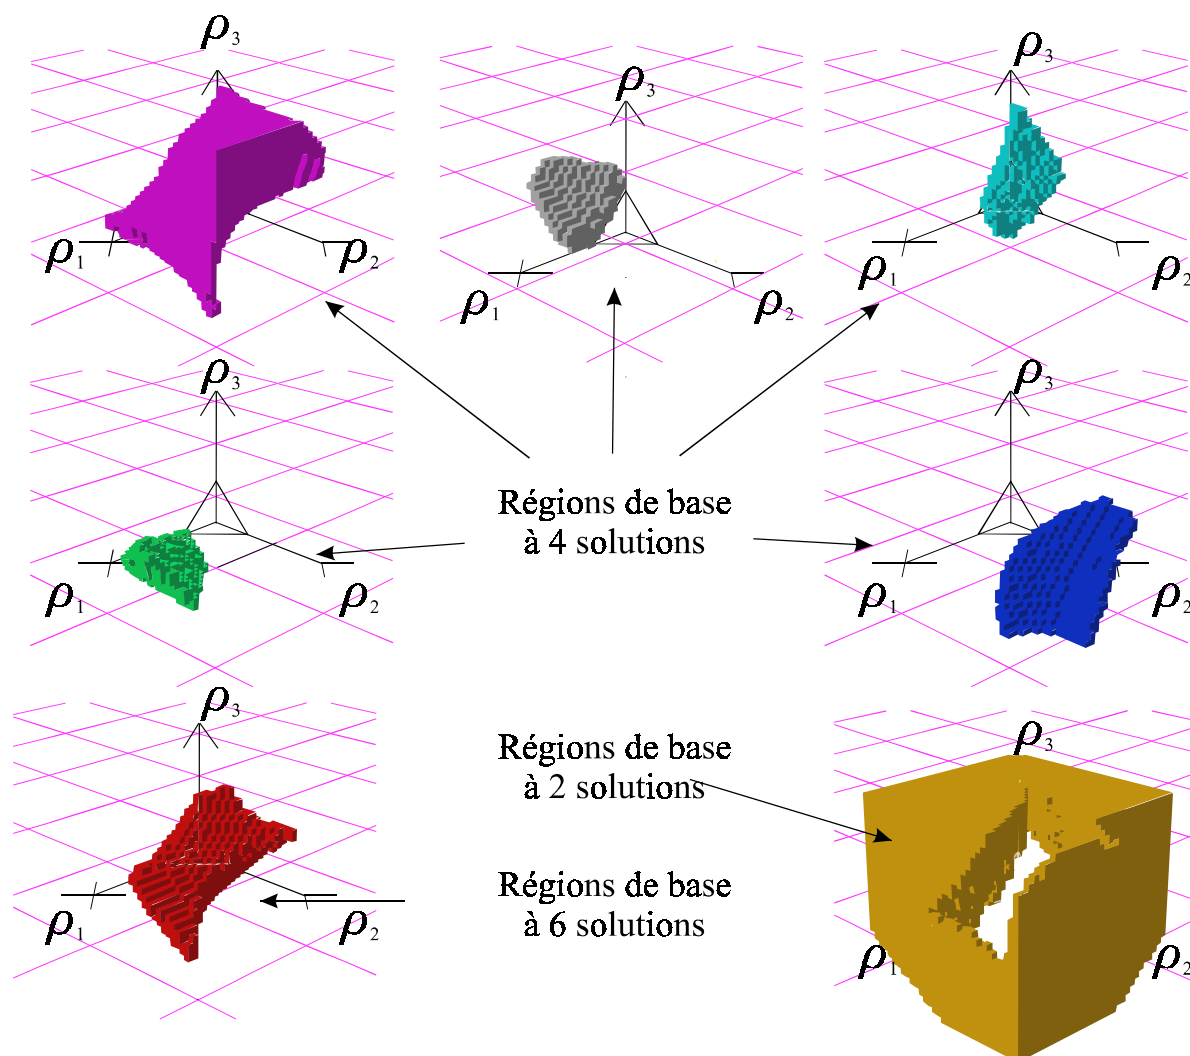 ρ3
ρ3
ρ3
ρ1
ρ2
ρ1
ρ2
ρ1
ρ2
ρ3
ρ3
Régions de base
à 4 solutions
ρ1
ρ2
ρ1
ρ2
ρ3
ρ3
Régions de base
à 2 solutions
Régions de base
à 6 solutions
ρ1
ρ2
ρ1
ρ2